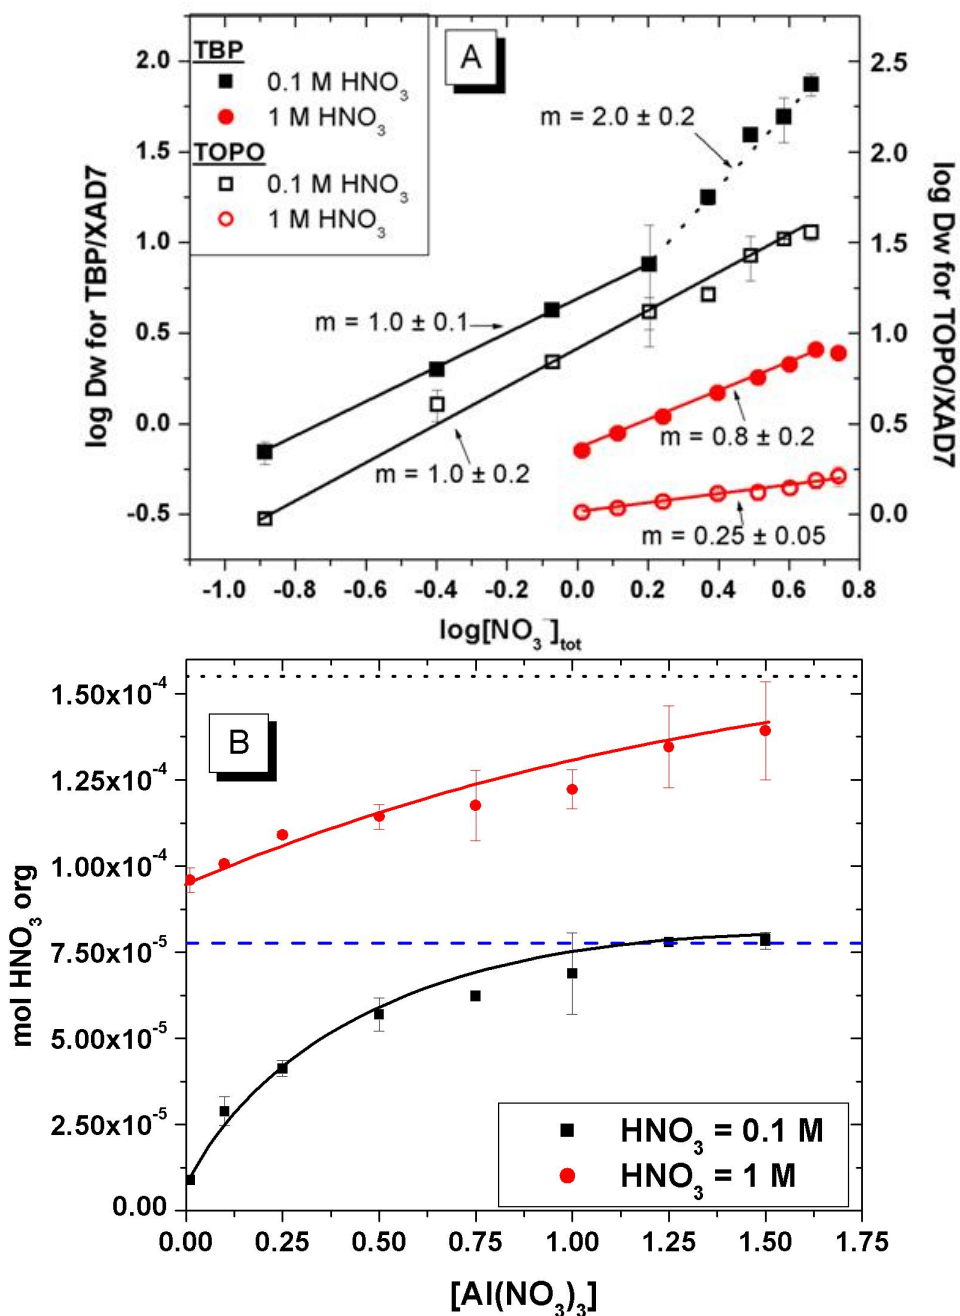 A
TBP
0.1 M HNO₃
1 M HNO₃
TOPO
0.1 M HNO₃
1 M HNO₃
m = 2.0 ± 0.2
m = 1.0 ± 0.1
m = 1.0 ± 0.2
m = 0.8 ± 0.2
m = 0.25 ± 0.05
log Dw for TBP/XAD7
2.0
1.5
1.0
0.5
0.0
-0.5
log Dw for TOPO/XAD7
2.5
2.0
1.5
1.0
0.5
0.0
-1.0 -0.8 -0.6 -0.4 -0.2 0.0 0.2 0.4 0.6 0.8
log[NO₃⁻]tot
B
mol HNO₃ org
1.50x10⁻⁴
1.25x10⁻⁴
1.00x10⁻⁴
7.50x10⁻⁵
5.00x10⁻⁵
2.50x10⁻⁵
0.00
HNO₃ = 0.1 M
HNO₃ = 1 M
0.00 0.25 0.50 0.75 1.00 1.25 1.50 1.75
[Al(NO₃)₃]